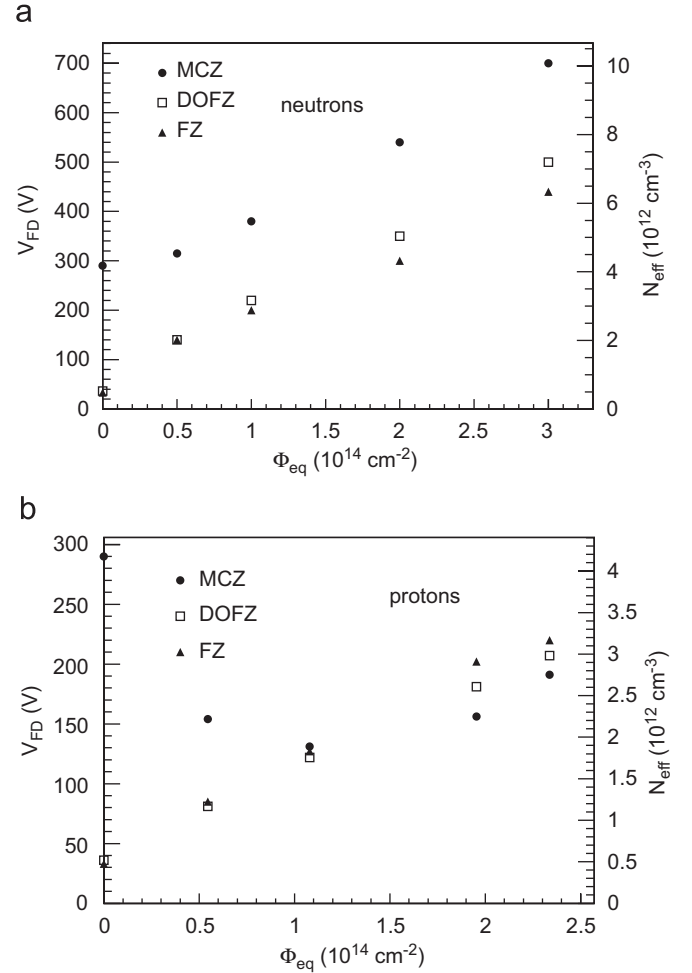 a
700
600
500
400
300
200
100
0
V_FD (V)
MCZ
DOFZ
FZ
neutrons
10
8
6
4
2
0
N_eff (10^12 cm^-3)
0 0.5 1 1.5 2 2.5 3
Φ_eq (10^14 cm^-2)
b
300
250
200
150
100
50
0
V_FD (V)
MCZ
DOFZ
FZ
protons
4
3.5
3
2.5
2
1.5
1
0.5
0
N_eff (10^12 cm^-3)
0 0.5 1 1.5 2 2.5
Φ_eq (10^14 cm^-2)